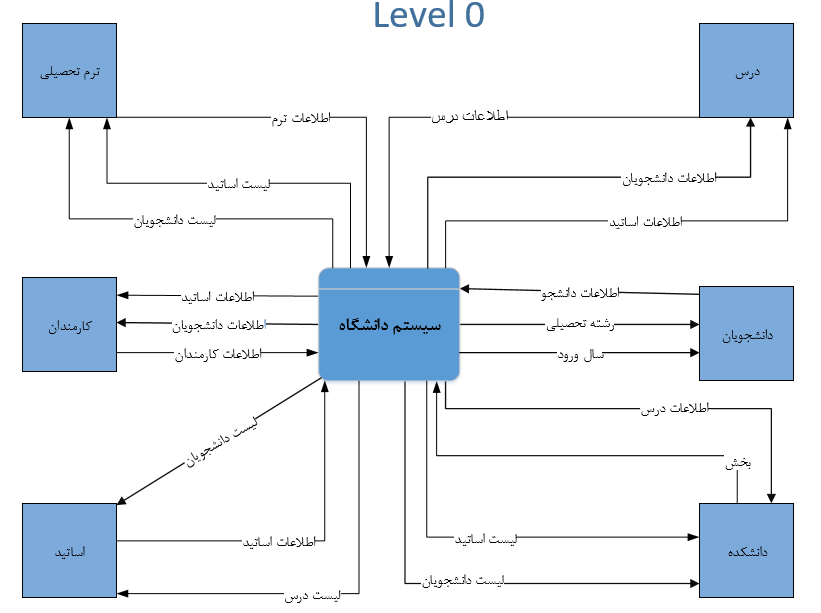 Level 0
درس
ترم تحصیلی
اطلاعات درس
اطلاعات ترم
اطلاعات دانشجویان
لیست اساتید
اطلاعات اساتید
لیست دانشجویان
اطلاعات دانشجو
اطلاعات اساتید
رشته تحصیلی
سیستم دانشگاه
اطلاعات دانشجویان
دانشجویان
کارمندان
سال ورود
اطلاعات کارمندان
اطلاعات درس
لیست دانشجویان
بخش
لیست اساتید
اطلاعات اساتید
دانشکده
اساتید
لیست دانشجویان
لیست درس